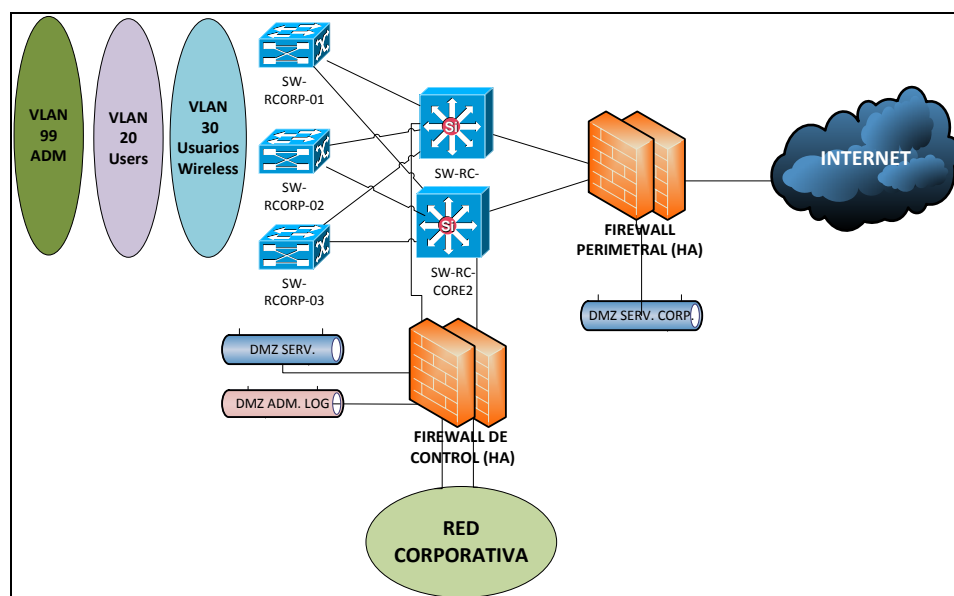 VLAN
99
ADM
VLAN
20
Users
VLAN
30
Usuarios
Wireless
SW-
RCORP-01
SW-
RCORP-02
SW-
RCORP-03
Si
SW-RC-
Si
SW-RC-
CORE2
FIREWALL
PERIMETRAL (HA)
INTERNET
DMZ SERV. CORP.
DMZ SERV.
DMZ ADM. LOG
FIREWALL DE
CONTROL (HA)
RED
CORPORATIVA